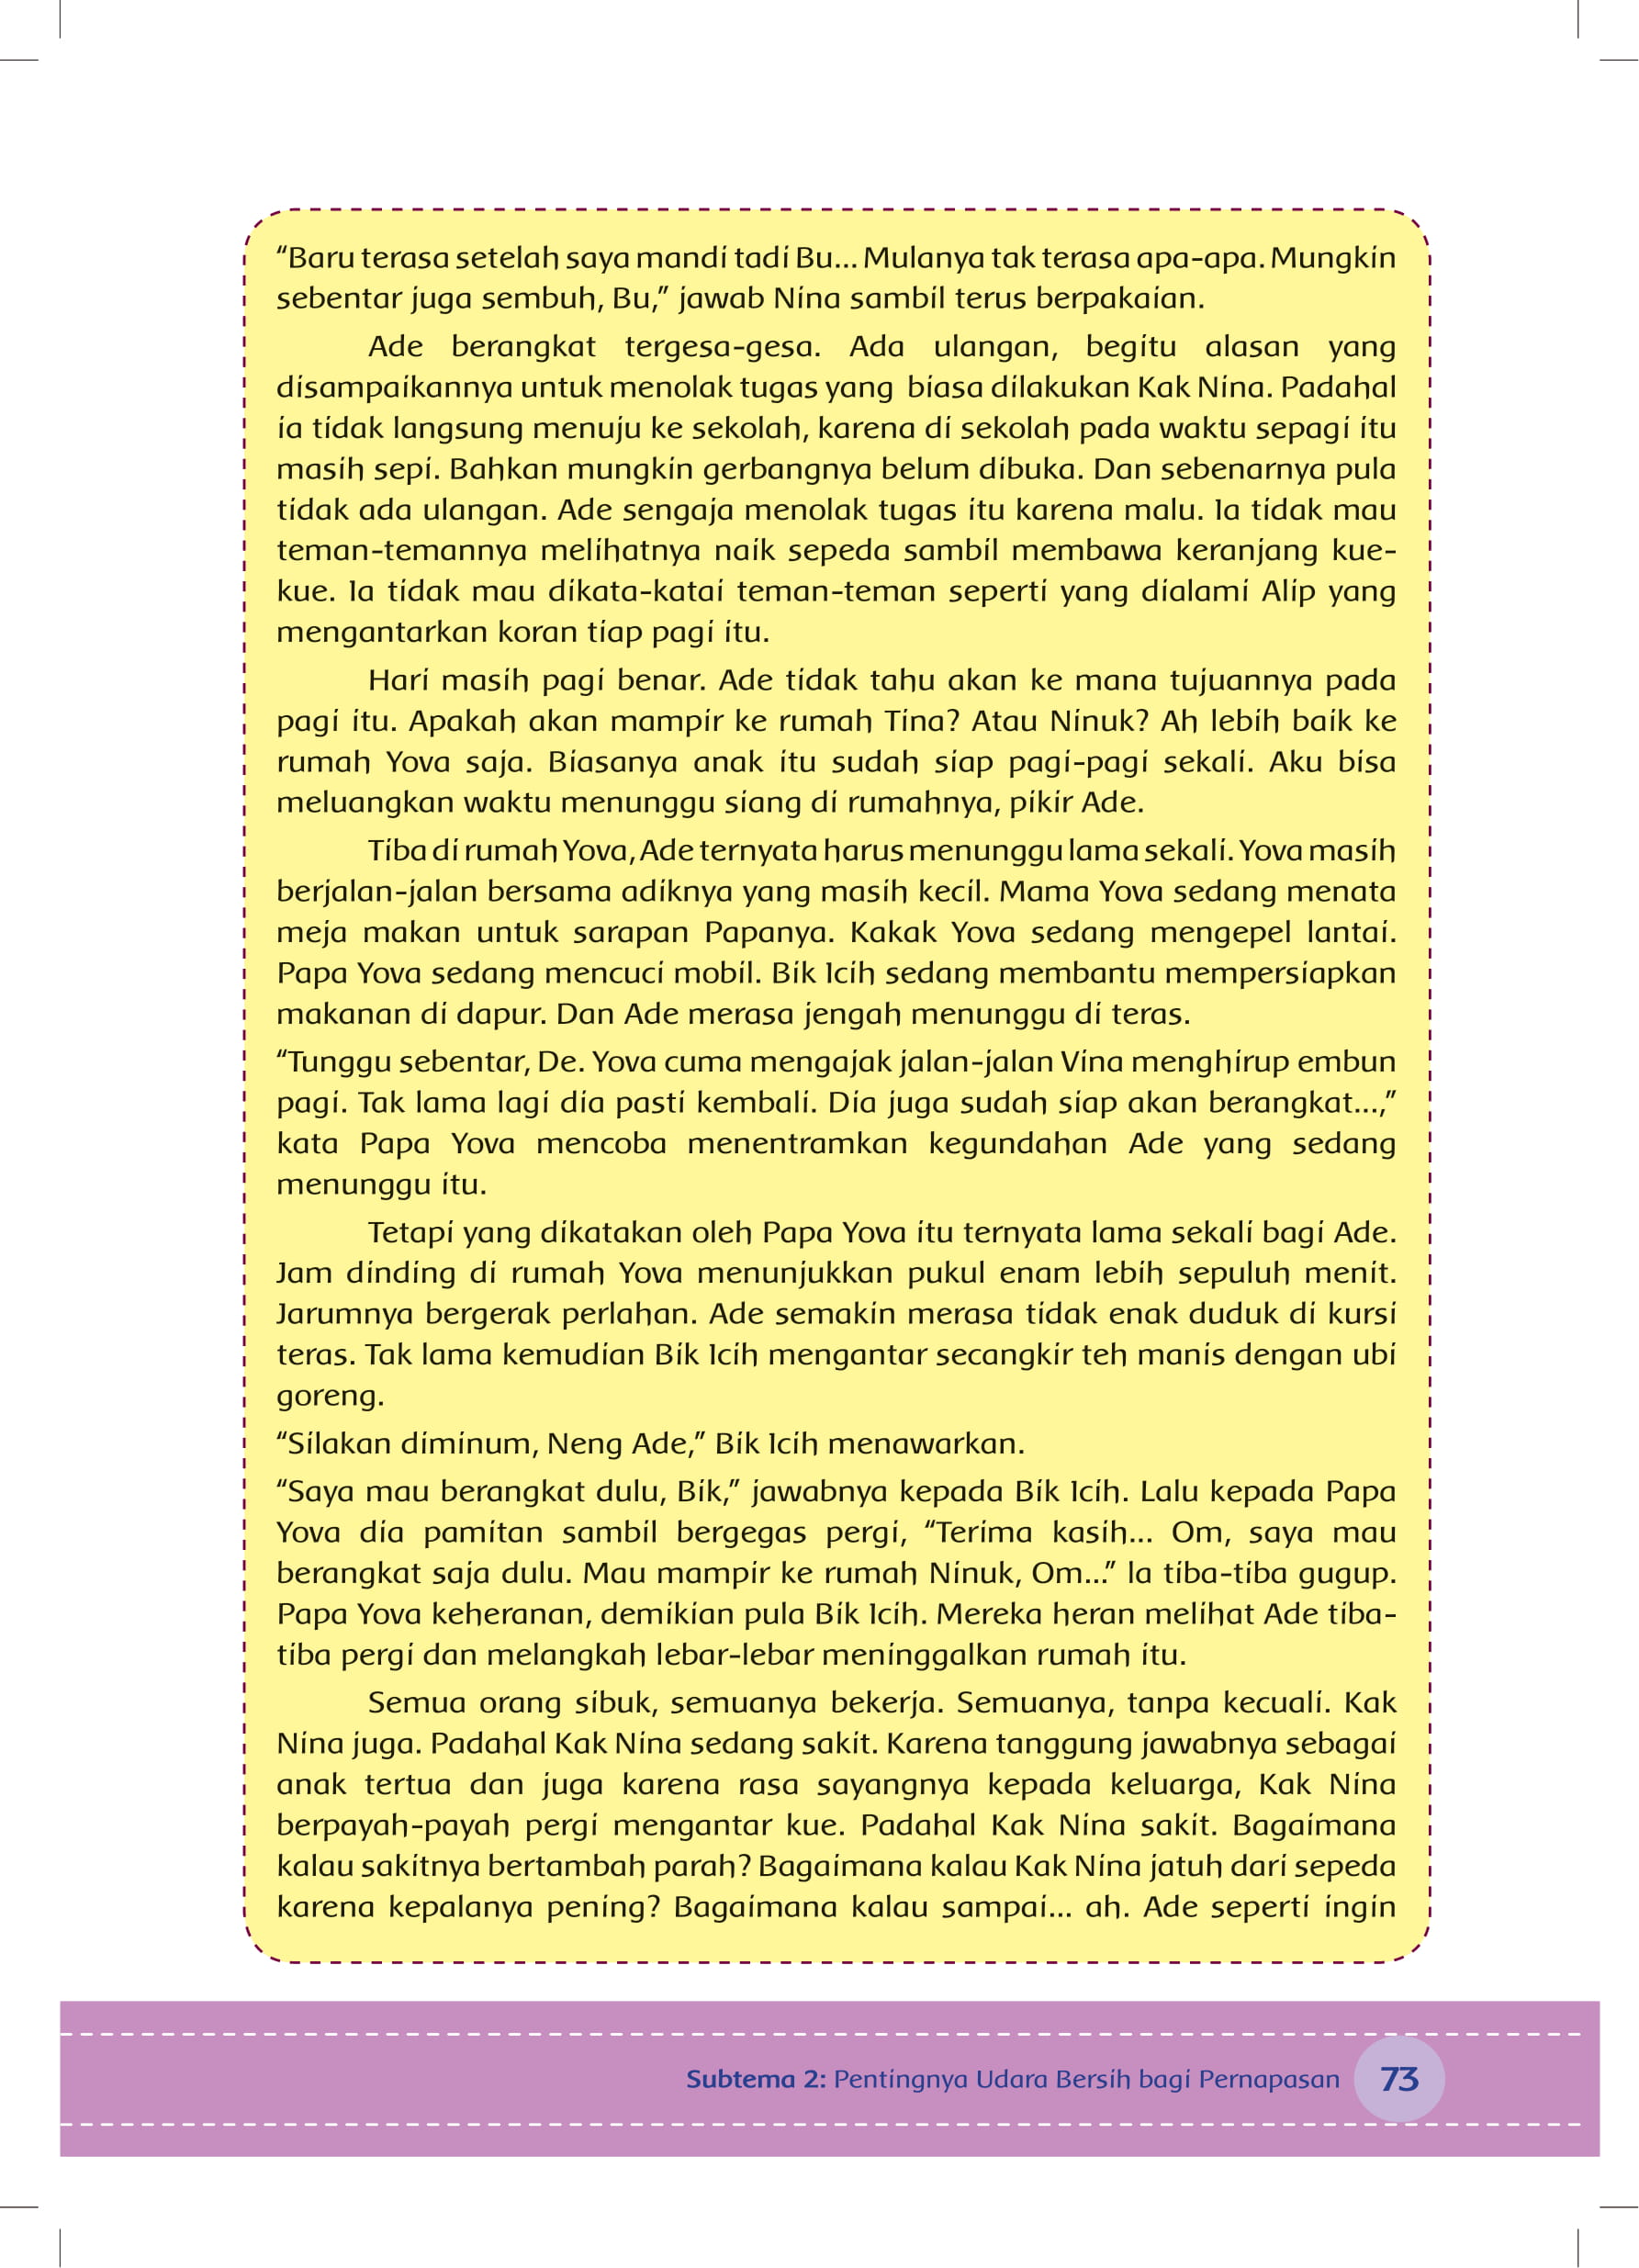 “Baru terasa setelah saya mandi tadi Bu... Mulanya tak terasa apa-apa. Mungkin
sebentar juga sembuh, Bu,” jawab Nina sambil terus berpakaian.
Ade berangkat tergesa-gesa. Ada ulangan, begitu alasan yang
disampaikannya untuk menolak tugas yang biasa dilakukan Kak Nina. Padahal
ia tidak langsung menuju ke sekolah, karena di sekolah pada waktu sepagi itu
masih sepi. Bahkan mungkin gerbangnya belum dibuka. Dan sebenarnya pula
tidak ada ulangan. Ade sengaja menolak tugas itu karena malu. Ia tidak mau
teman-temannya melihatnya naik sepeda sambil membawa keranjang kue-
kue. Ia tidak mau dikata-katai teman-teman seperti yang dialami Alip yang
mengantarkan koran tiap pagi itu.
Hari masih pagi benar. Ade tidak tahu akan ke mana tujuannya pada
pagi itu. Apakah akan mampir ke rumah Tina? Atau Ninuk? Ah lebih baik ke
rumah Yova saja. Biasanya anak itu sudah siap pagi-pagi sekali. Aku bisa
meluangkan waktu menunggu siang di rumahnya, pikir Ade.
Tiba di rumah Yova, Ade ternyata harus menunggu lama sekali. Yova masih
berjalan-jalan bersama adiknya yang masih kecil. Mama Yova sedang menata
meja makan untuk sarapan Papanya. Kakak Yova sedang mengepel lantai.
Papa Yova sedang mencuci mobil. Bik Icih sedang membantu mempersiapkan
makanan di dapur. Dan Ade merasa jengah menunggu di teras.
“Tunggu sebentar, De. Yova cuma mengajak jalan-jalan Vina menghirup embun
pagi. Tak lama lagi dia pasti kembali. Dia juga sudah siap akan berangkat...,”
kata Papa Yova mencoba menentramkan kegundahan Ade yang sedang
menunggu itu.
Tetapi yang dikatakan oleh Papa Yova itu ternyata lama sekali bagi Ade.
Jam dinding di rumah Yova menunjukkan pukul enam lebih sepuluh menit.
Jarumnya bergerak perlahan. Ade semakin merasa tidak enak duduk di kursi
teras. Tak lama kemudian Bik Icih mengantar secangkir teh manis dengan ubi
goreng.
“Silakan diminum, Neng Ade,” Bik Icih menawarkan.
“Saya mau berangkat dulu, Bik,” jawabnya kepada Bik Icih. Lalu kepada Papa
Yova dia pamitan sambil bergegas pergi, “Terima kasih... Om, saya mau
berangkat saja dulu. Mau mampir ke rumah Ninuk, Om...” Ia tiba-tiba gugup.
Papa Yova keheranan, demikian pula Bik Icih. Mereka heran melihat Ade tiba-
tiba pergi dan melangkah lebar-lebar meninggalkan rumah itu.
Semua orang sibuk, semuanya bekerja. Semuanya, tanpa kecuali. Kak
Nina juga. Padahal Kak Nina sedang sakit. Karena tanggung jawabnya sebagai
anak tertua dan juga karena rasa sayangnya kepada keluarga, Kak Nina
berpayah-payah pergi mengantar kue. Padahal Kak Nina sakit. Bagaimana
kalau sakitnya bertambah parah? Bagaimana kalau Kak Nina jatuh dari sepeda
karena kepalanya pening? Bagaimana kalau sampai... ah. Ade seperti ingin
Subtema 2: Pentingnya Udara Bersih bagi Pernapasan 73